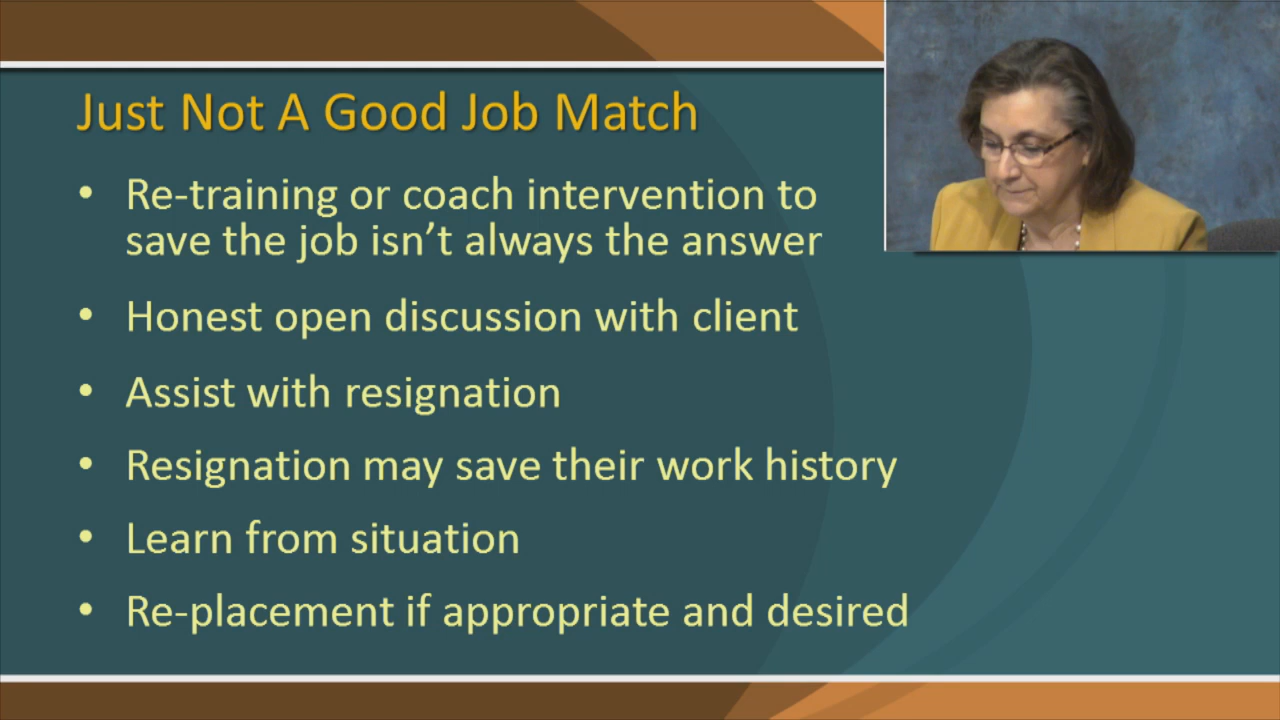 Just Not A Good Job Match
• Re-training or coach intervention to
save the job isn’t always the answer
• Honest open discussion with client
• Assist with resignation
• Resignation may save their work history
• Learn from situation
• Re-placement if appropriate and desired